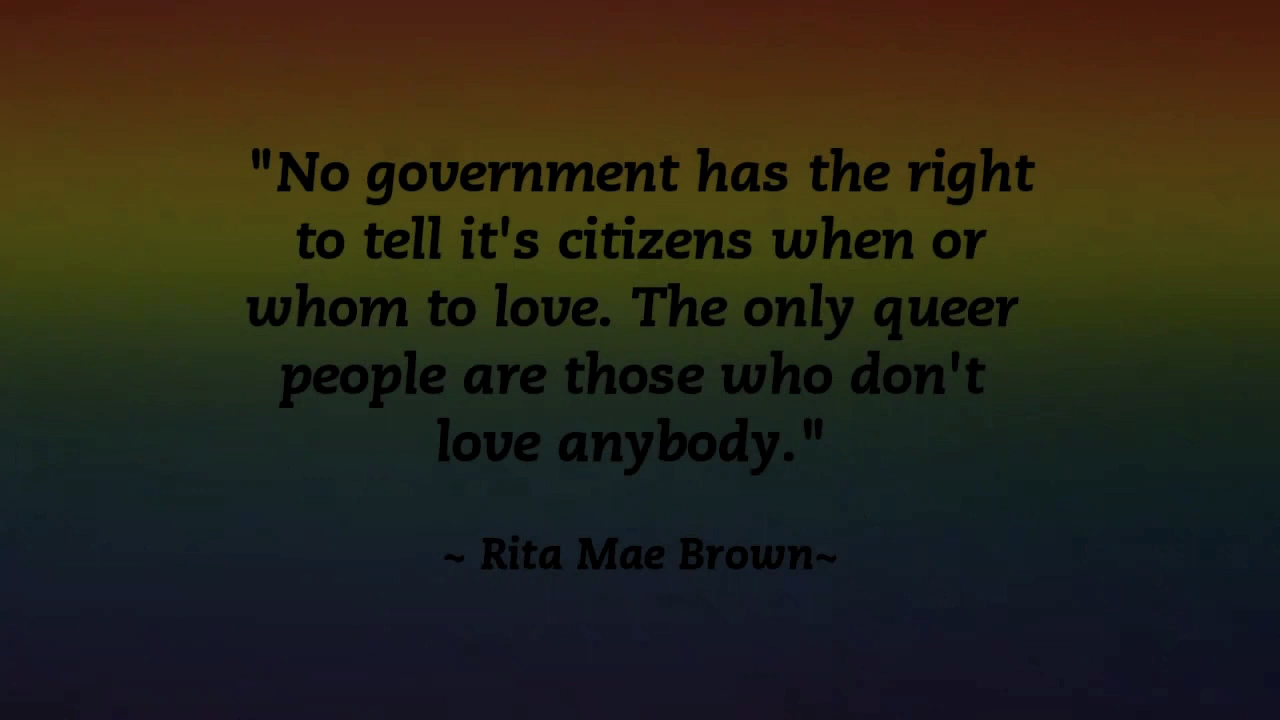 "No government has the right
to tell it's citizens when or
whom to love. The only queer
people are those who don't
love anybody."
~ Rita Mae Brown~